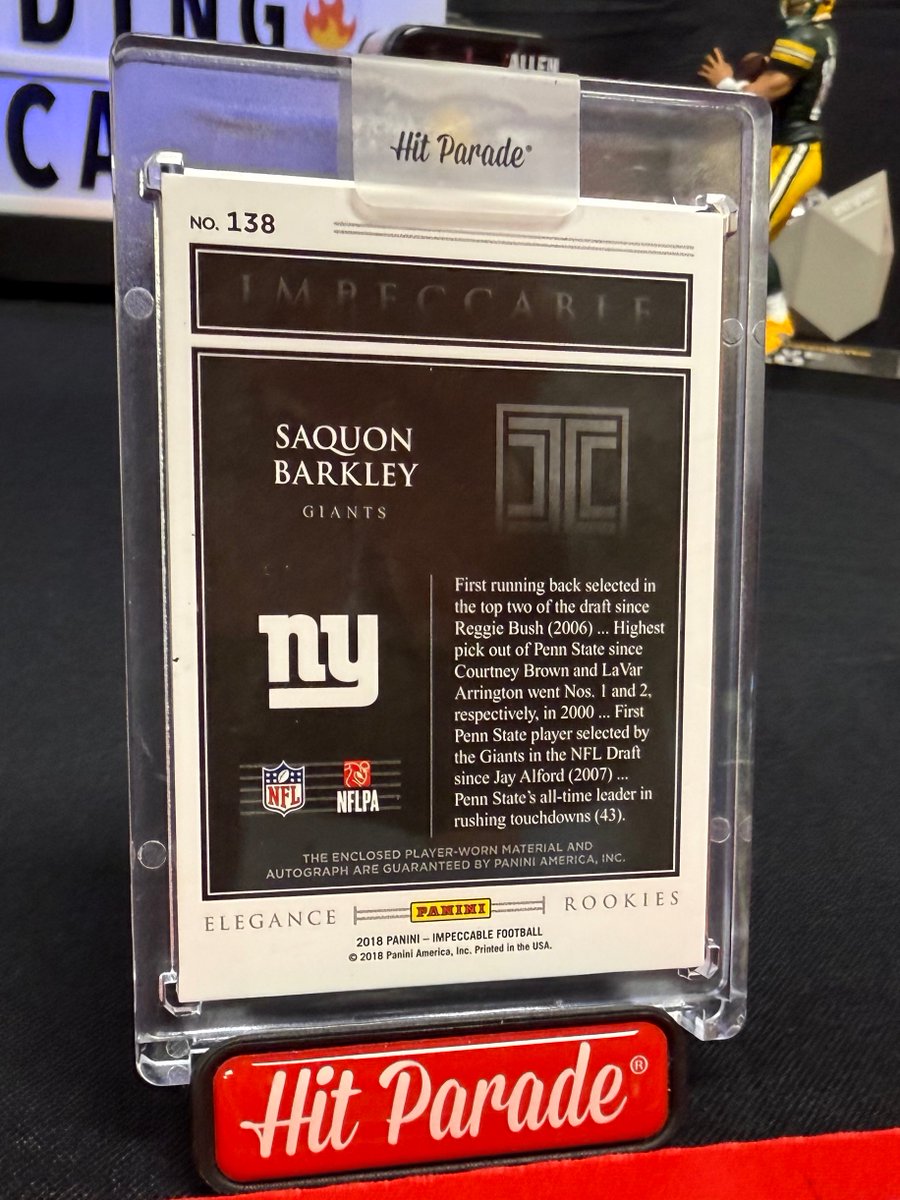 DING
CA
ALLEN
Hit Parade®
NO. 138
IMPECCABLE
SAQUON
BARKLEY
GIANTS
ny
First running back selected in
the top two of the draft since
Reggie Bush (2006) ... Highest
pick out of Penn State since
Courtney Brown and LaVar
Arrington went Nos. 1 and 2,
respectively, in 2000 ... First
Penn State player selected by
the Giants in the NFL Draft
since Jay Alford (2007) ...
Penn State's all-time leader in
rushing touchdowns (43).
NFL
NFLPA
THE ENCLOSED PLAYER-WORN MATERIAL AND
AUTOGRAPH ARE GUARANTEED BY PANINI AMERICA, INC.
ELEGANCE PANINI ROOKIES
2018 PANINI – IMPECCABLE FOOTBALL
© 2018 Panini America, Inc. Printed in the USA.
Hit Parade®